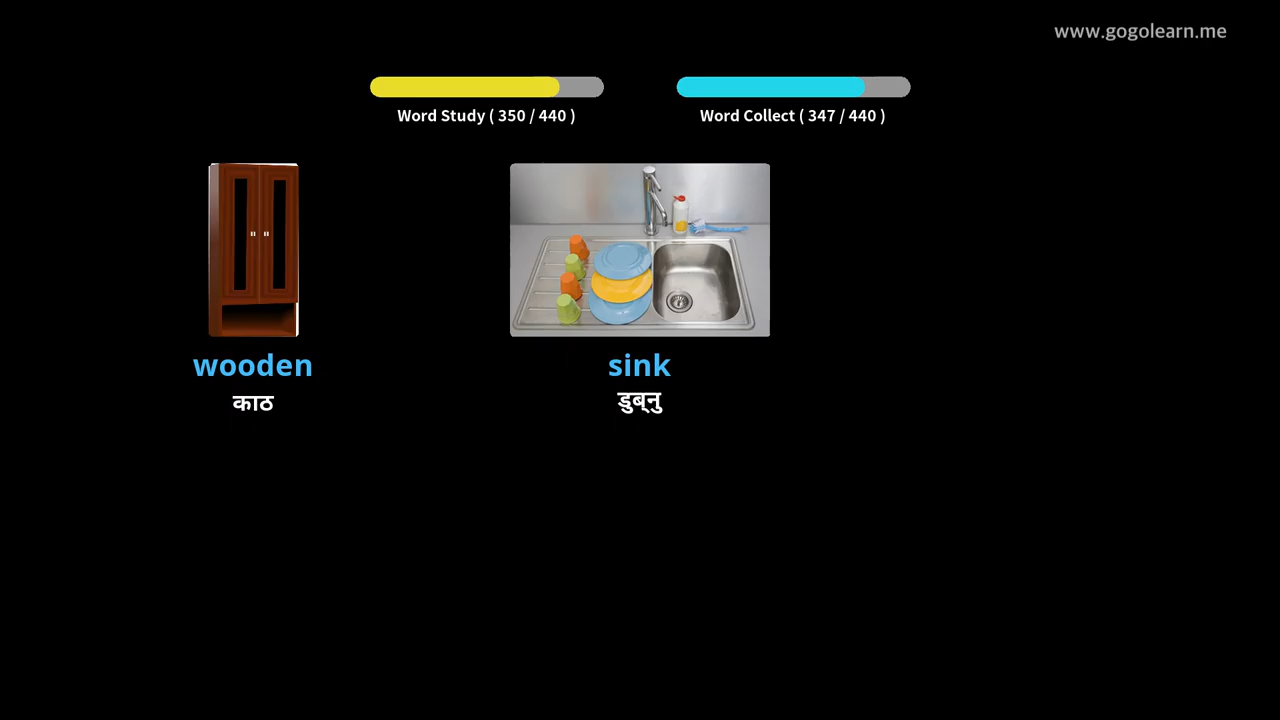 www.gogolearn.me
Word Study ( 350 / 440 )
Word Collect ( 347 / 440 )
wooden
काठ
sink
डुब्नु